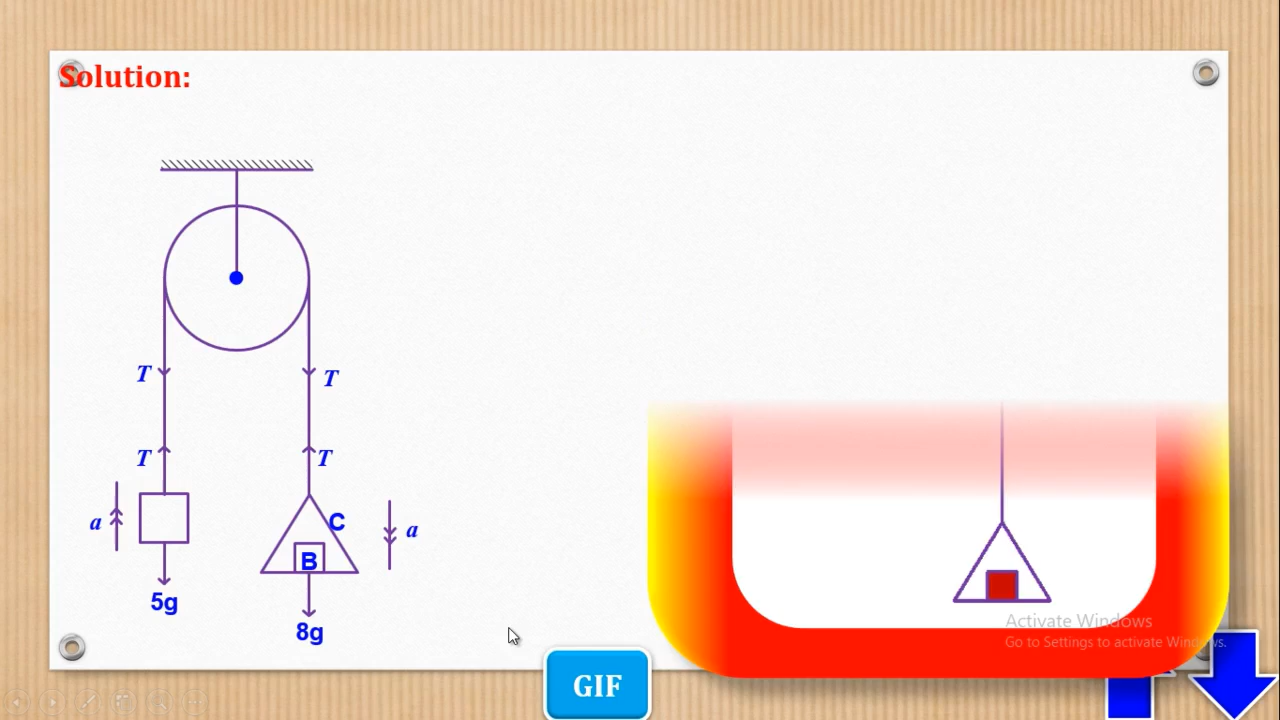 Solution:
T
T
T
T
a
C
a
B
5g
8g
Activate Windows
Go to Settings to activate Windows.
GIF